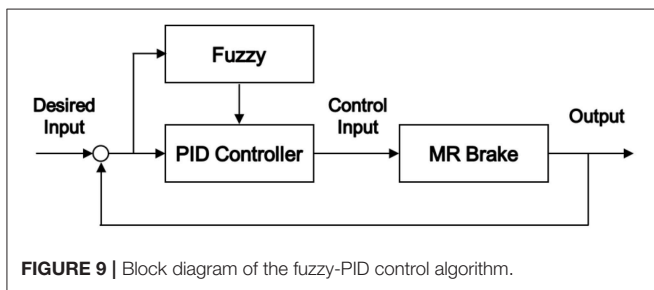 Fuzzy
Desired
Input
Control
Input
Output
PID Controller
MR Brake
FIGURE 9 | Block diagram of the fuzzy-PID control algorithm.